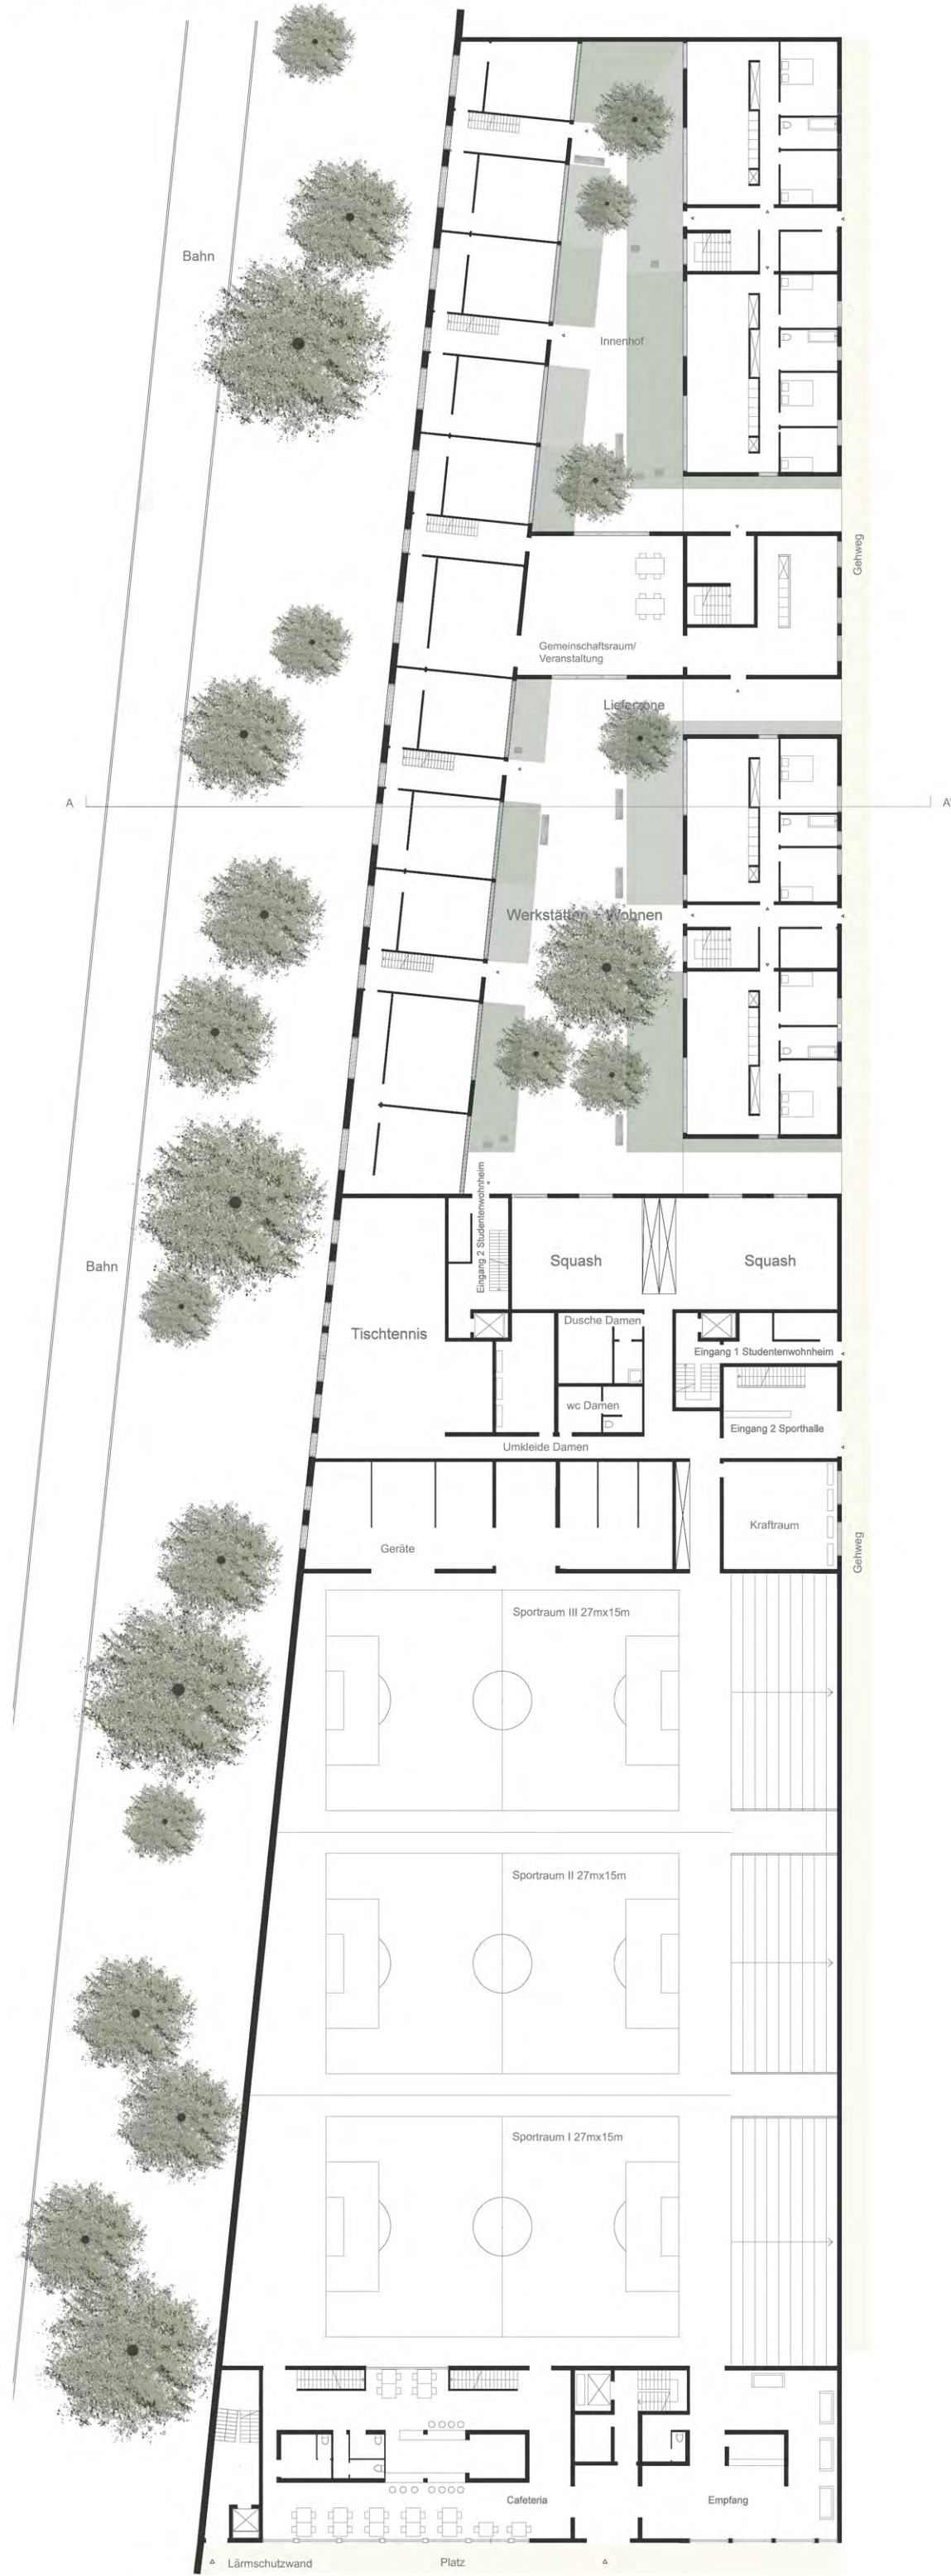 Bahn
Innenhof
Gehweg
Gemeinschaftsraum/
Veranstaltung
Lieferzone
A
A'
Werkstätten + Wohnen
Eingang 2 Studentenwohnheim
Squash
Squash
Bahn
Tischtennis
Dusche Damen
Eingang 1 Studentenwohnheim
wc Damen
Eingang 2 Sporthalle
Umkleide Damen
Kraftraum
Geräte
Gehweg
Sportraum III 27mx15m
Sportraum II 27mx15m
Sportraum I 27mx15m
Cafeteria
Empfang
Lärmschutzwand
Platz